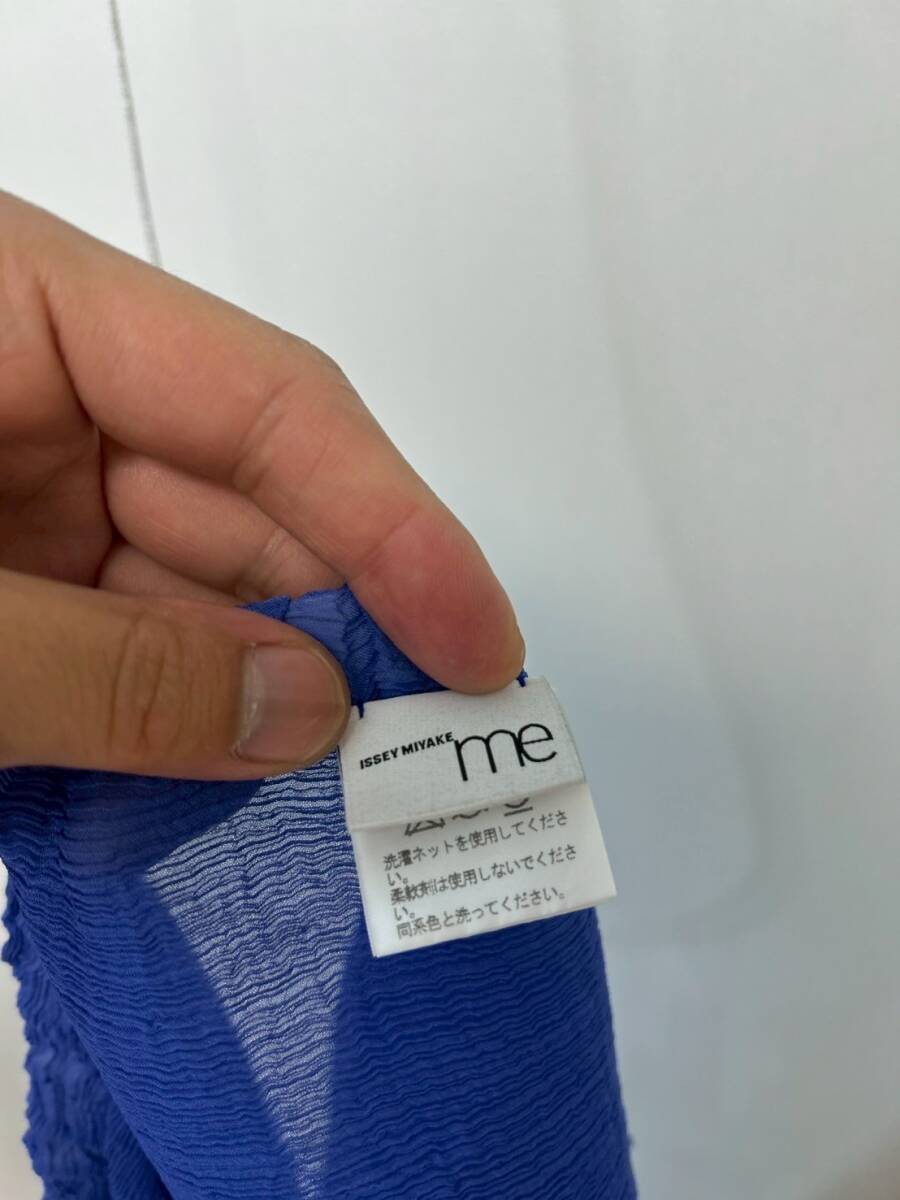 ISSEY MIYAKE me
洗濯ネットを使用してくださ
い。
柔軟剤は使用しないでくださ
い。
同系色と洗ってください。